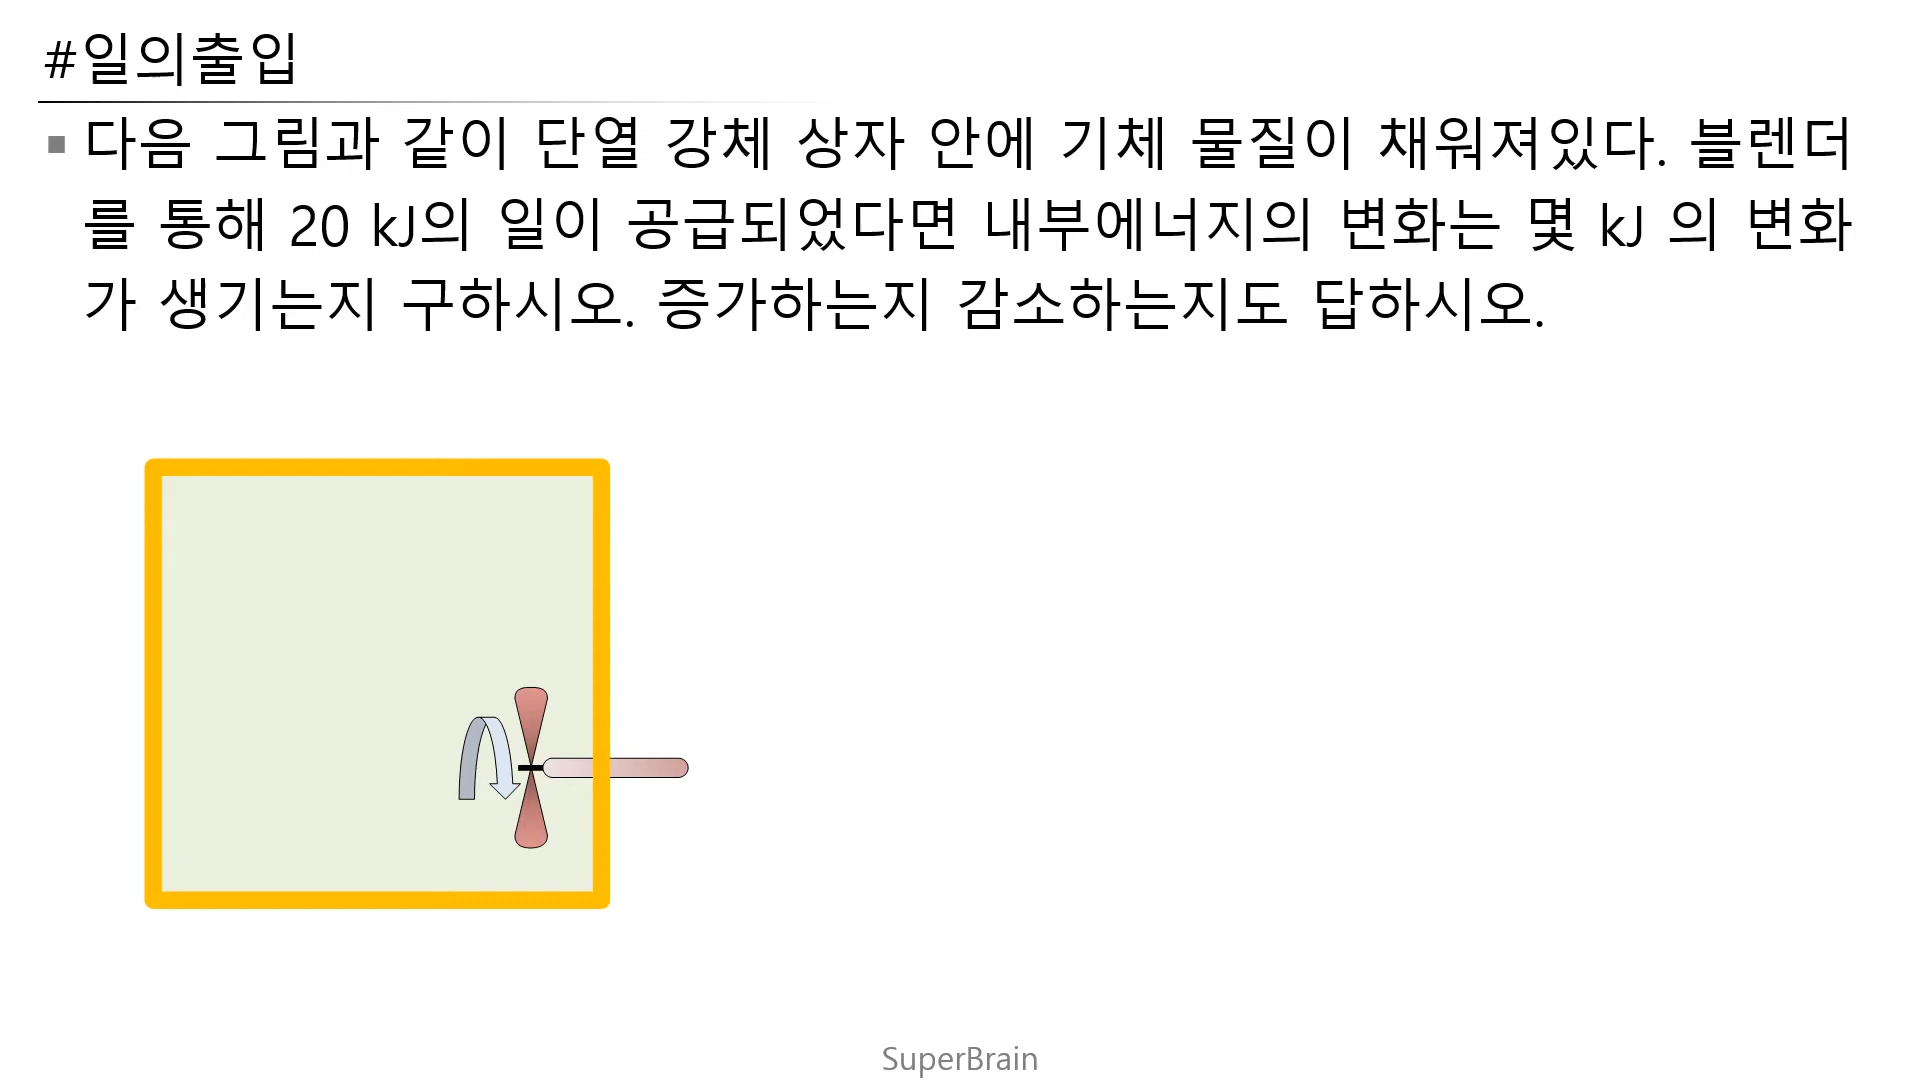 #일의출입
▪ 다음 그림과 같이 단열 강체 상자 안에 기체 물질이 채워져있다. 블렌더
를 통해 20 kJ의 일이 공급되었다면 내부에너지의 변화는 몇 kJ 의 변화
가 생기는지 구하시오. 증가하는지 감소하는지도 답하시오.
SuperBrain